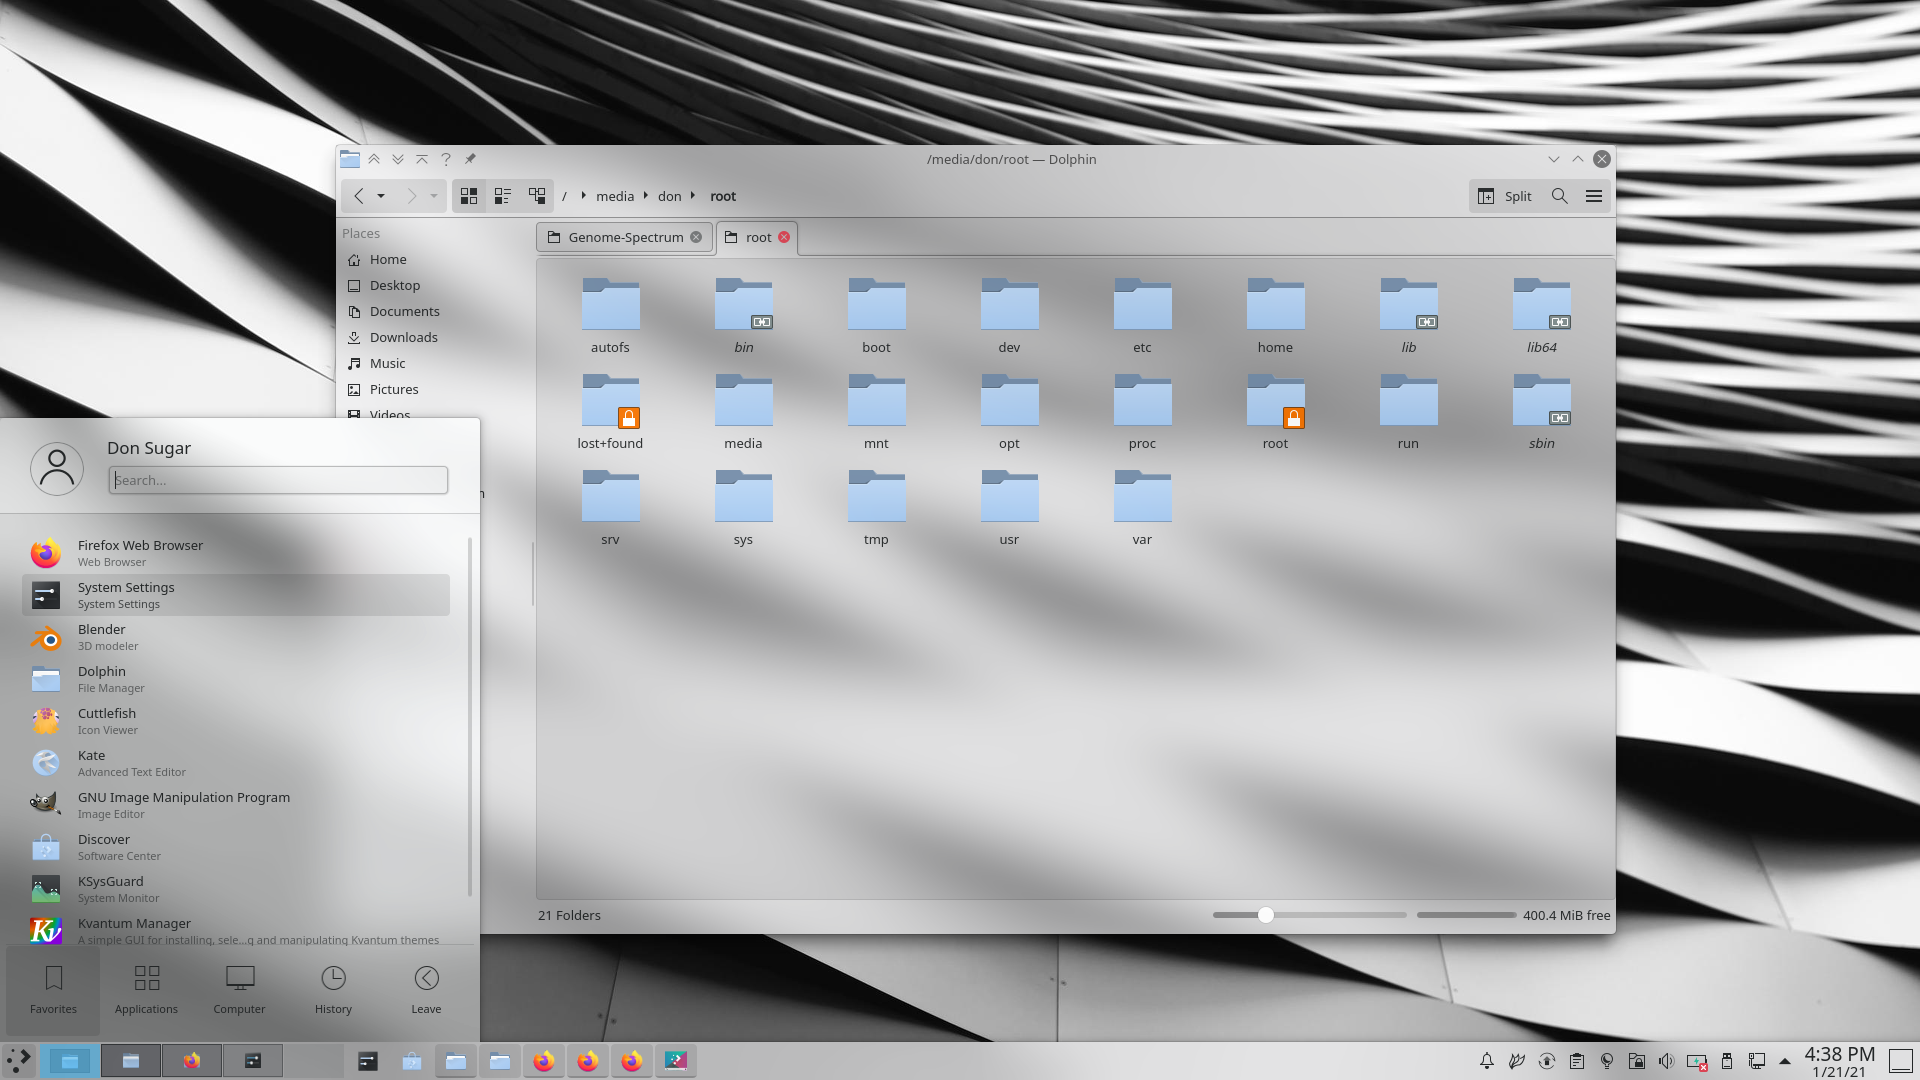 /media/don/root — Dolphin
/ media don root
Split
Places
Home
Desktop
Documents
Downloads
Music
Pictures
Videos
Genome-Spectrum
root
autofs
bin
boot
dev
etc
home
lib
lib64
lost+found
media
mnt
opt
proc
root
run
sbin
srv
sys
tmp
usr
var
21 Folders
400.4 MiB free
Don Sugar
Search...
Firefox Web Browser
Web Browser
System Settings
System Settings
Blender
3D modeler
Dolphin
File Manager
Cuttlefish
Icon Viewer
Kate
Advanced Text Editor
GNU Image Manipulation Program
Image Editor
Discover
Software Center
KSysGuard
System Monitor
Kvantum Manager
A simple GUI for installing, sele...g and manipulating Kvantum themes
Favorites
Applications
Computer
History
Leave
4:38 PM
1/21/21